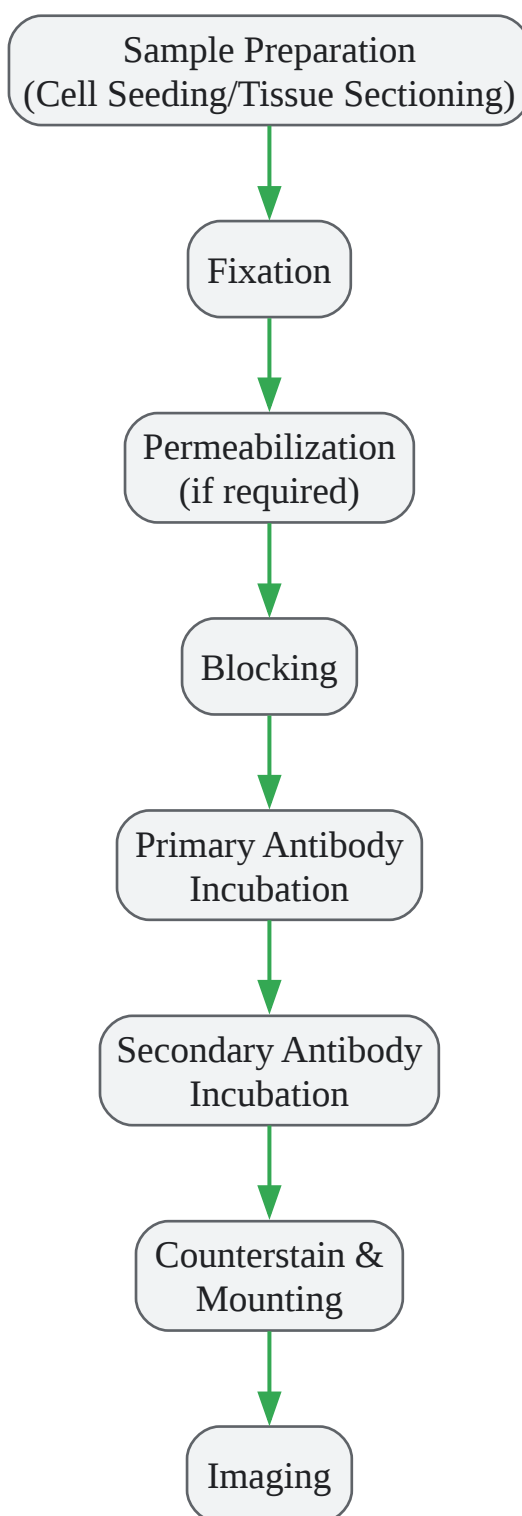 Sample Preparation
(Cell Seeding/Tissue Sectioning)
Fixation
Permeabilization
(if required)
Blocking
Primary Antibody
Incubation
Secondary Antibody
Incubation
Counterstain &
Mounting
Imaging